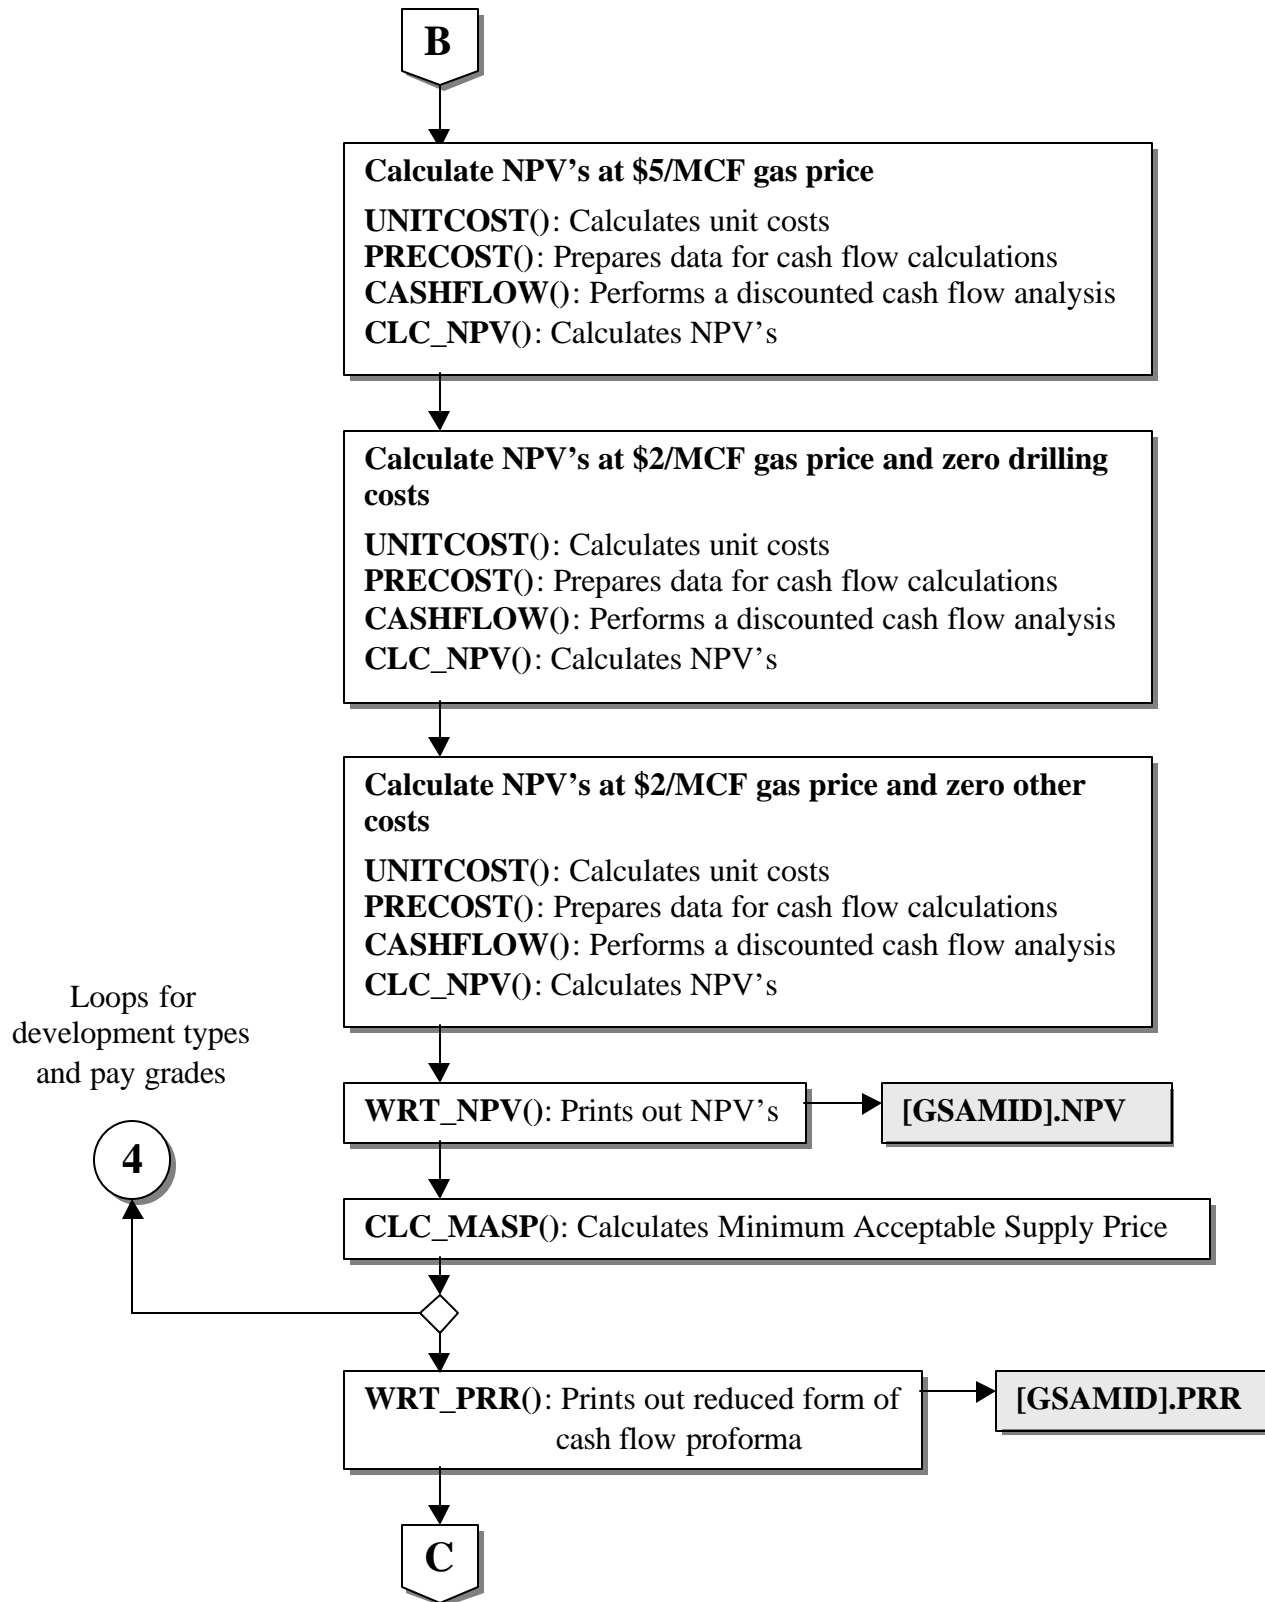 B
Calculate NPV's at $5/MCF gas price
UNITCOST(): Calculates unit costs
PRECOST(): Prepares data for cash flow calculations
CASHFLOW(): Performs a discounted cash flow analysis
CLC_NPV(): Calculates NPV's
Calculate NPV's at $2/MCF gas price and zero drilling
costs
UNITCOST(): Calculates unit costs
PRECOST(): Prepares data for cash flow calculations
CASHFLOW(): Performs a discounted cash flow analysis
CLC_NPV(): Calculates NPV's
Calculate NPV's at $2/MCF gas price and zero other
costs
UNITCOST(): Calculates unit costs
PRECOST(): Prepares data for cash flow calculations
CASHFLOW(): Performs a discounted cash flow analysis
CLC_NPV(): Calculates NPV's
Loops for
development types
and pay grades
4
WRT_NPV(): Prints out NPV's
[GSAMID].NPV
CLC_MASP(): Calculates Minimum Acceptable Supply Price
WRT_PRR(): Prints out reduced form of
cash flow proforma
[GSAMID].PRR
C